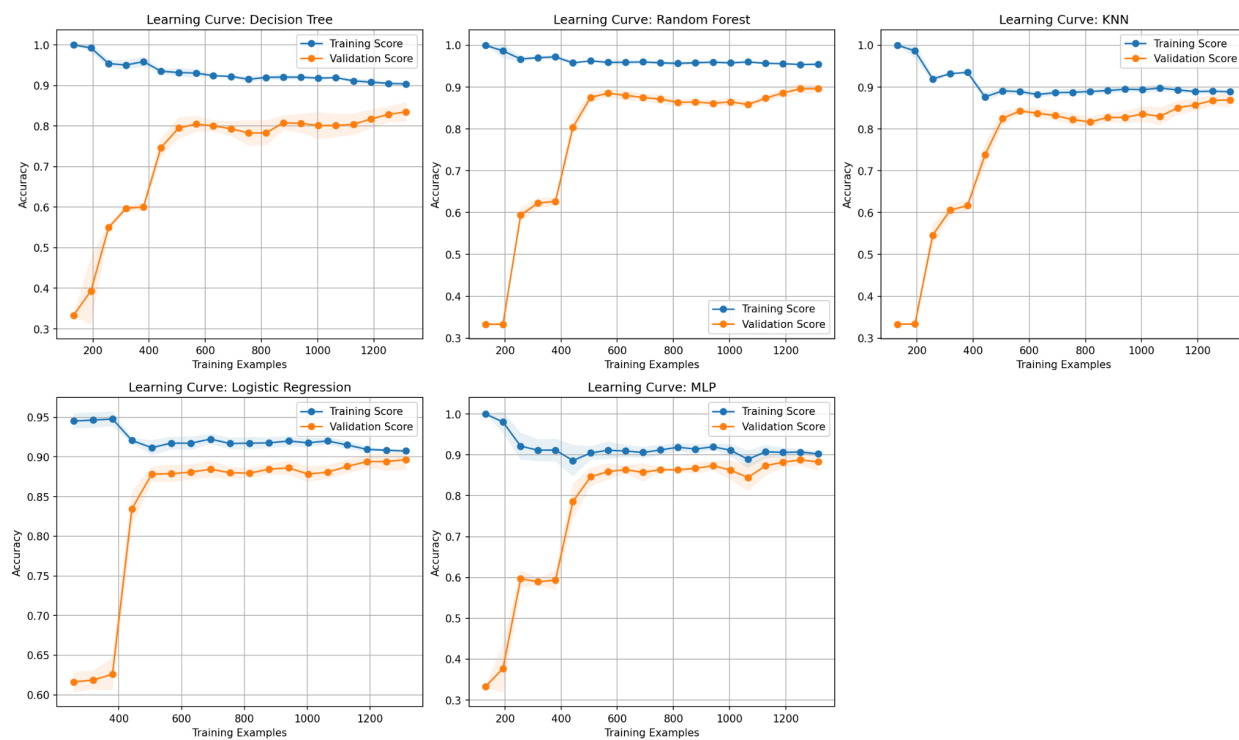 Learning Curve: Decision Tree
Training Score
Validation Score
Accuracy
1.0
0.9
0.8
0.7
0.6
0.5
0.4
0.3
200 400 600 800 1000 1200
Training Examples
Learning Curve: Random Forest
Training Score
Validation Score
Accuracy
1.0
0.9
0.8
0.7
0.6
0.5
0.4
0.3
200 400 600 800 1000 1200
Training Examples
Learning Curve: KNN
Training Score
Validation Score
Accuracy
1.0
0.9
0.8
0.7
0.6
0.5
0.4
0.3
200 400 600 800 1000 1200
Training Examples
Learning Curve: Logistic Regression
Training Score
Validation Score
Accuracy
0.95
0.90
0.85
0.80
0.75
0.70
0.65
0.60
400 600 800 1000 1200
Training Examples
Learning Curve: MLP
Training Score
Validation Score
Accuracy
1.0
0.9
0.8
0.7
0.6
0.5
0.4
0.3
200 400 600 800 1000 1200
Training Examples